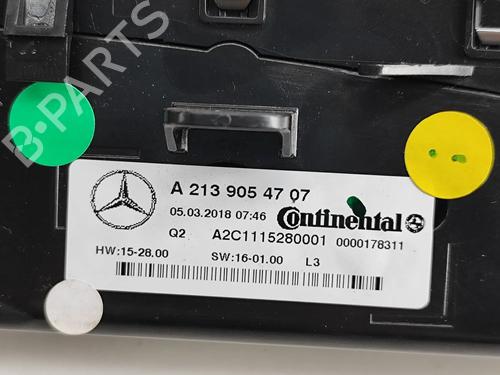 B-PARTS
A 213 905 47 07
05.03.2018 07:46 Continental
Q2 A2C1115280001 0000178311
HW:15-28.00 SW:16-01.00 L3